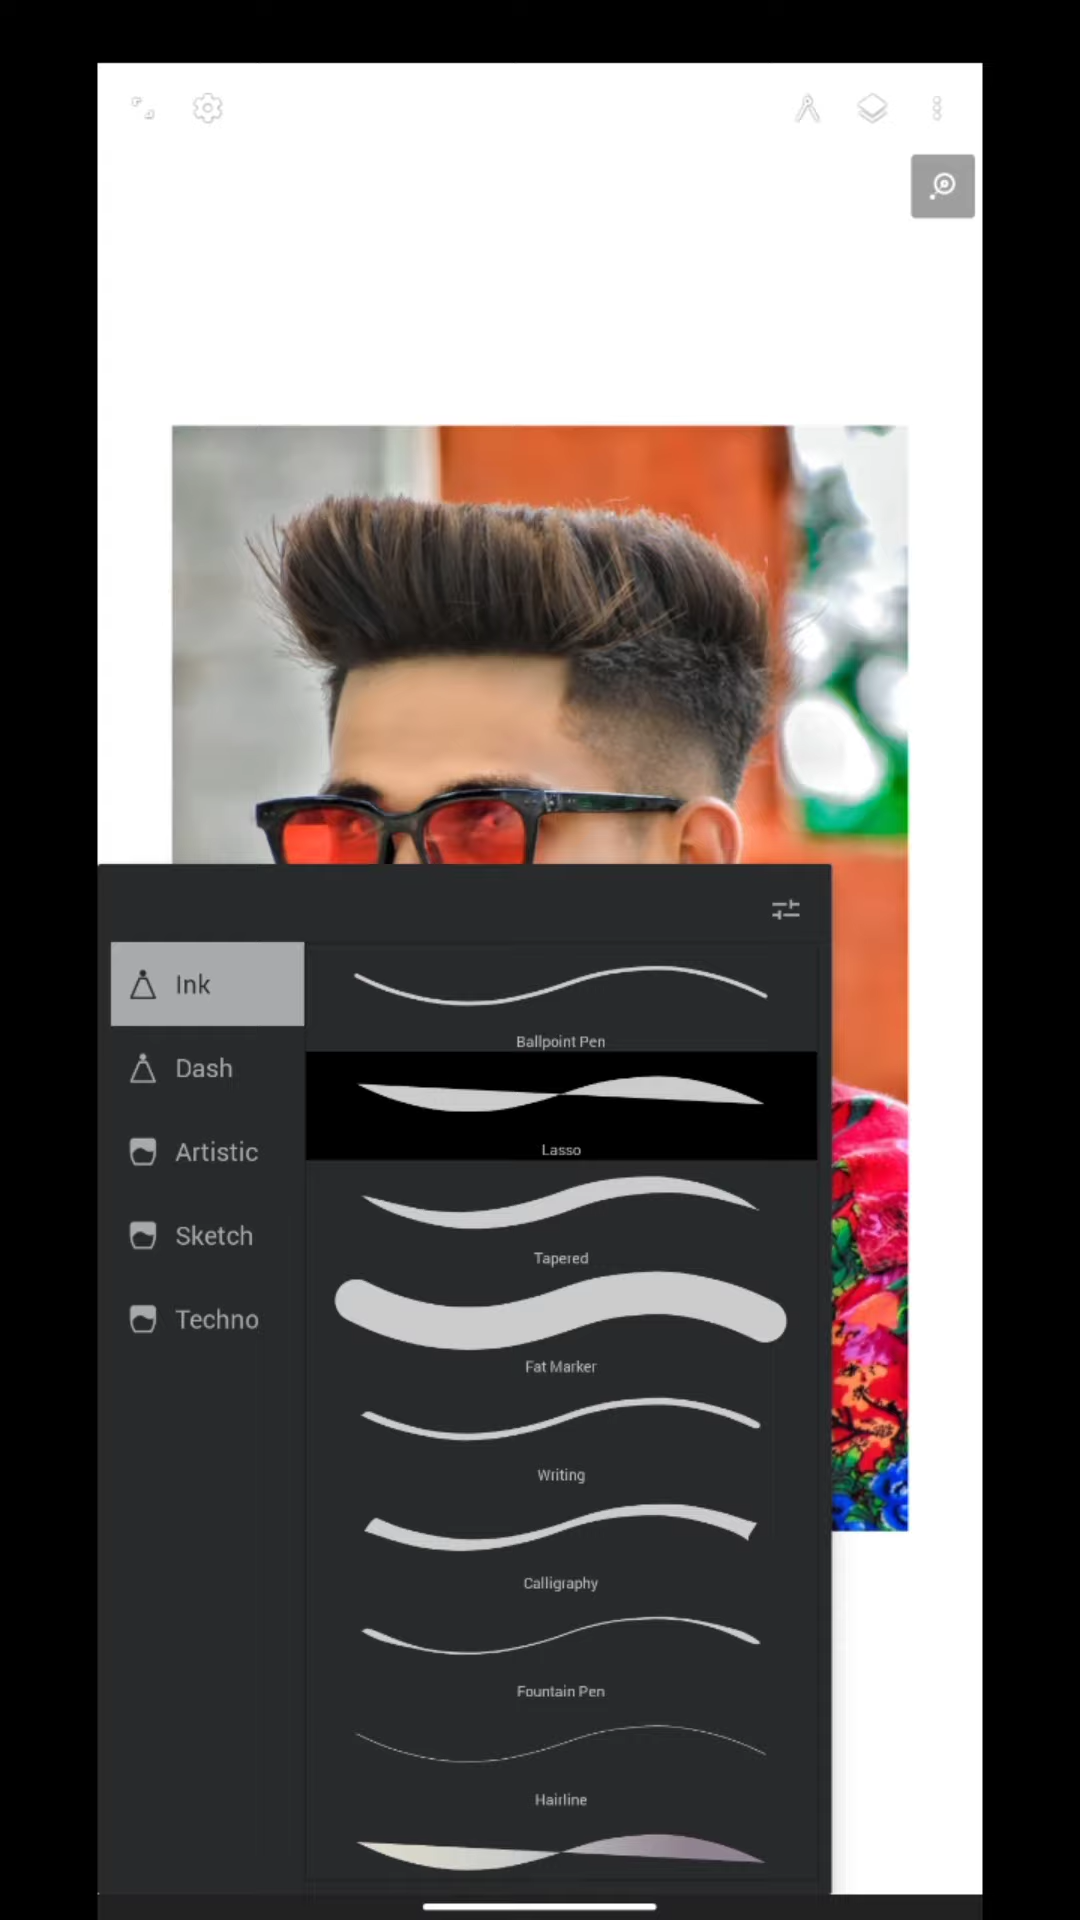 Ink
Dash
Artistic
Sketch
Techno
Ballpoint Pen
Lasso
Tapered
Fat Marker
Writing
Calligraphy
Fountain Pen
Hairline